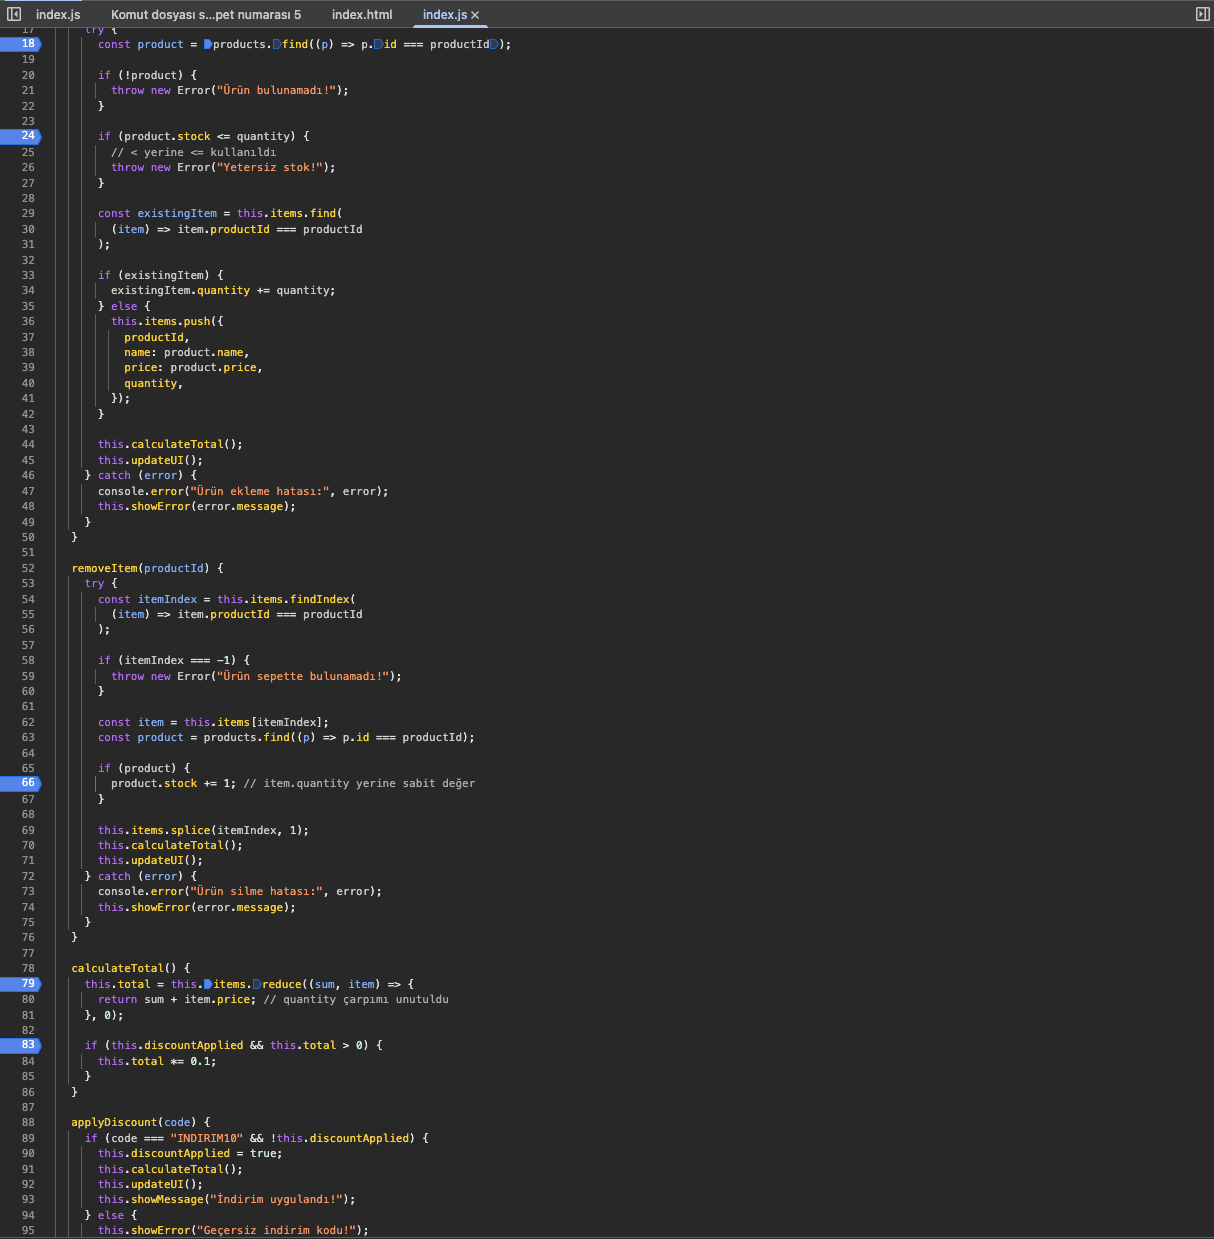 index.js Komut dosyası s...pet numarası 5 index.html index.js ×
17 try {
18 const product = products.find((p) => p.id === productId);
19
20 if (!product) {
21 throw new Error("Ürün bulunamadı!");
22 }
23
24 if (product.stock <= quantity) {
25 // < yerine <= kullanıldı
26 throw new Error("Yetersiz stok!");
27 }
28
29 const existingItem = this.items.find(
30 (item) => item.productId === productId
31 );
32
33 if (existingItem) {
34 existingItem.quantity += quantity;
35 } else {
36 this.items.push({
37 productId,
38 name: product.name,
39 price: product.price,
40 quantity,
41 });
42 }
43
44 this.calculateTotal();
45 this.updateUI();
46 } catch (error) {
47 console.error("Ürün ekleme hatası:", error);
48 this.showError(error.message);
49 }
50 }
51
52 removeItem(productId) {
53 try {
54 const itemIndex = this.items.findIndex(
55 (item) => item.productId === productId
56 );
57
58 if (itemIndex === -1) {
59 throw new Error("Ürün sepette bulunamadı!");
60 }
61
62 const item = this.items[itemIndex];
63 const product = products.find((p) => p.id === productId);
64
65 if (product) {
66 product.stock += 1; // item.quantity yerine sabit değer
67 }
68
69 this.items.splice(itemIndex, 1);
70 this.calculateTotal();
71 this.updateUI();
72 } catch (error) {
73 console.error("Ürün silme hatası:", error);
74 this.showError(error.message);
75 }
76 }
77
78 calculateTotal() {
79 this.total = this.items.reduce((sum, item) => {
80 return sum + item.price; // quantity çarpımı unutuldu
81 }, 0);
82
83 if (this.discountApplied && this.total > 0) {
84 this.total *= 0.1;
85 }
86 }
87
88 applyDiscount(code) {
89 if (code === "INDIRIM10" && !this.discountApplied) {
90 this.discountApplied = true;
91 this.calculateTotal();
92 this.updateUI();
93 this.showMessage("İndirim uygulandı!");
94 } else {
95 this.showError("Geçersiz indirim kodu!");